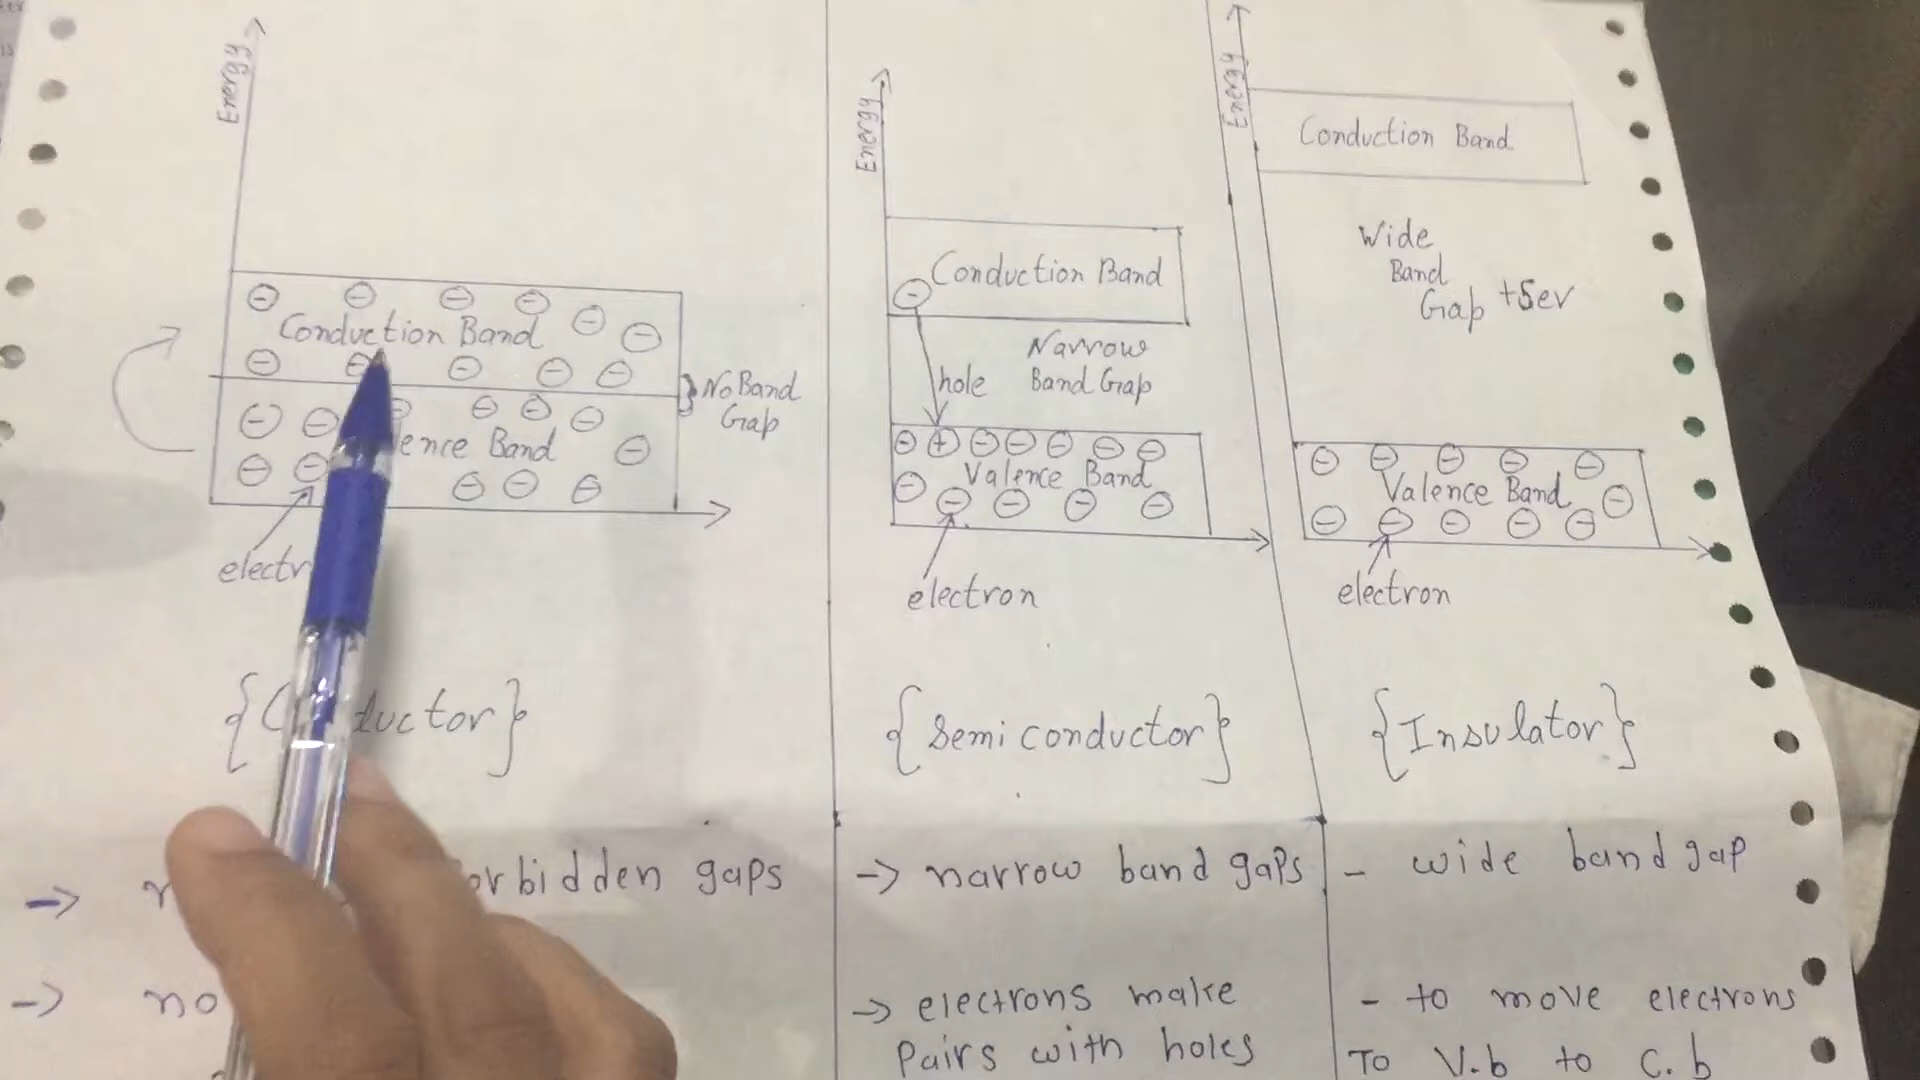 Energy
Conduction Band
No Band
Gap
ence Band
electr
{C ductor}
-> orbidden gaps
-> no
Energy
Conduction Band
Narrow
Band Gap
hole
Valence Band
electron
{Semiconductor}
-> narrow band gaps
-> electrons make
pairs with holes
Energy
Conduction Band
Wide
Band
Gap +5ev
Valence Band
electron
{Insulator}
- wide band gap
- to move electrons
To V.b to C.b